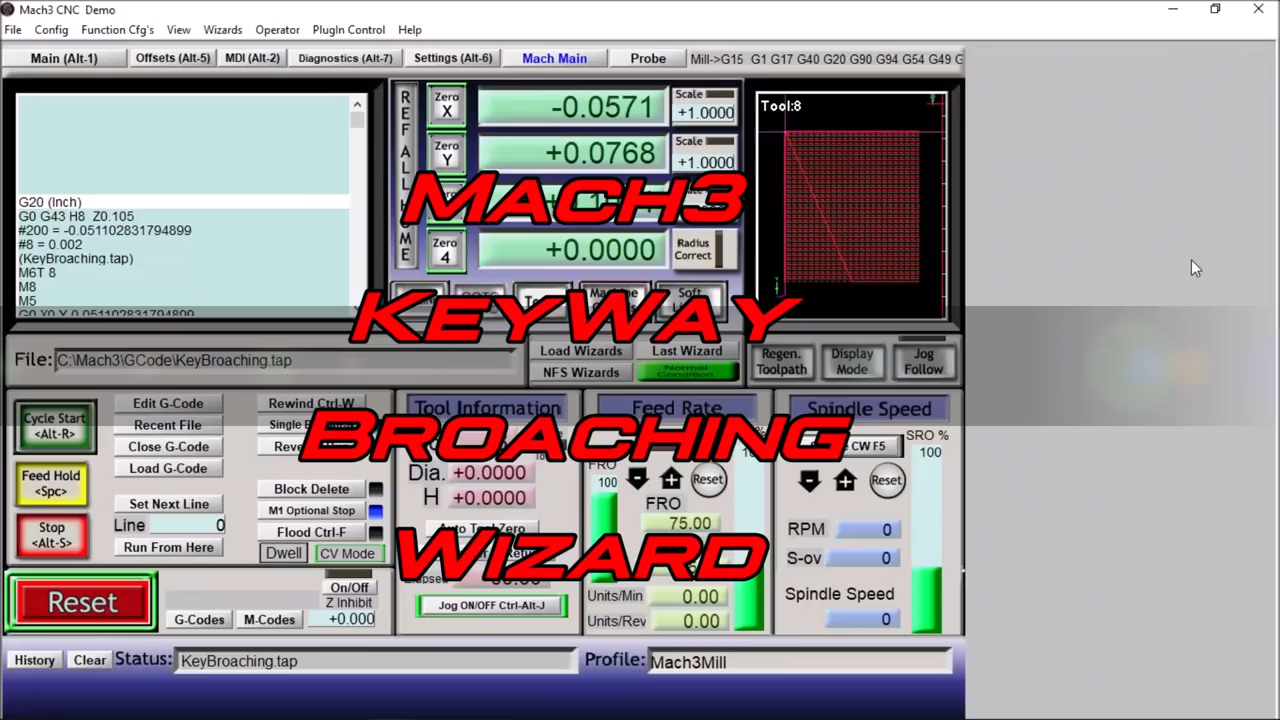 Mach3 CNC Demo
File Config Function Cfg's View Wizards Operator PlugIn Control Help
Main (Alt-1) Offsets (Alt-5) MDI (Alt-2) Diagnostics (Alt-7) Settings (Alt-6) Mach Main Probe Mill->G15 G1 G17 G40 G20 G90 G94 G54 G49 G
G20 (Inch)
G0 G43 H8 Z0.105
#200 = -0.051102831794899
#8 = 0.002
(KeyBroaching.tap)
M6T 8
M8
M5
REF ALL HOME
Zero X -0.0571 Scale +1.0000
Zero Y +0.0768 Scale +1.0000
Zero 4 +0.0000 Radius Correct
Tool:8
MACH3
KEYWAY
BROACHING
WIZARD
File: C:\Mach3\GCode\KeyBroaching.tap
Load Wizards Last Wizard
NFS Wizards Normal Condition
Regen. Toolpath Display Mode Jog Follow
Cycle Start <Alt-R>
Feed Hold <Spc>
Stop <Alt-S>
Edit G-Code
Recent File
Close G-Code
Load G-Code
Set Next Line
Line 0
Run From Here
Rewind Ctrl-W
Block Delete
M1 Optional Stop
Flood Ctrl-F
Dwell CV Mode
Reset
G-Codes M-Codes
On/Off
Z Inhibit
+0.000
Tool Information
Dia. +0.0000
H +0.0000
Auto Tool Zero
Elapsed
Jog ON/OFF Ctrl-Alt-J
Feed Rate
FRO
100
Reset
FRO
75.00
Units/Min 0.00
Units/Rev 0.00
Spindle Speed
CW F5
SRO %
100
Reset
RPM 0
S-ov 0
Spindle Speed
0
History Clear Status: KeyBroaching.tap Profile: Mach3Mill